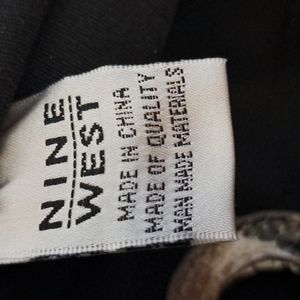 NINE
WEST
MADE IN CHINA
MADE OF QUALITY
MAN MADE MATERIALS